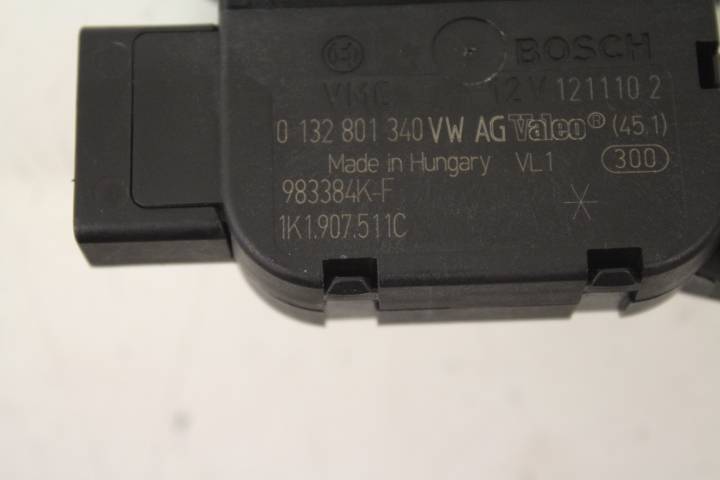 BOSCH
12 V 121110 2
0 132 801 340 VW AG Valeo® (45.1)
Made in Hungary VL1 300
983384K-F
1K1.907.511C